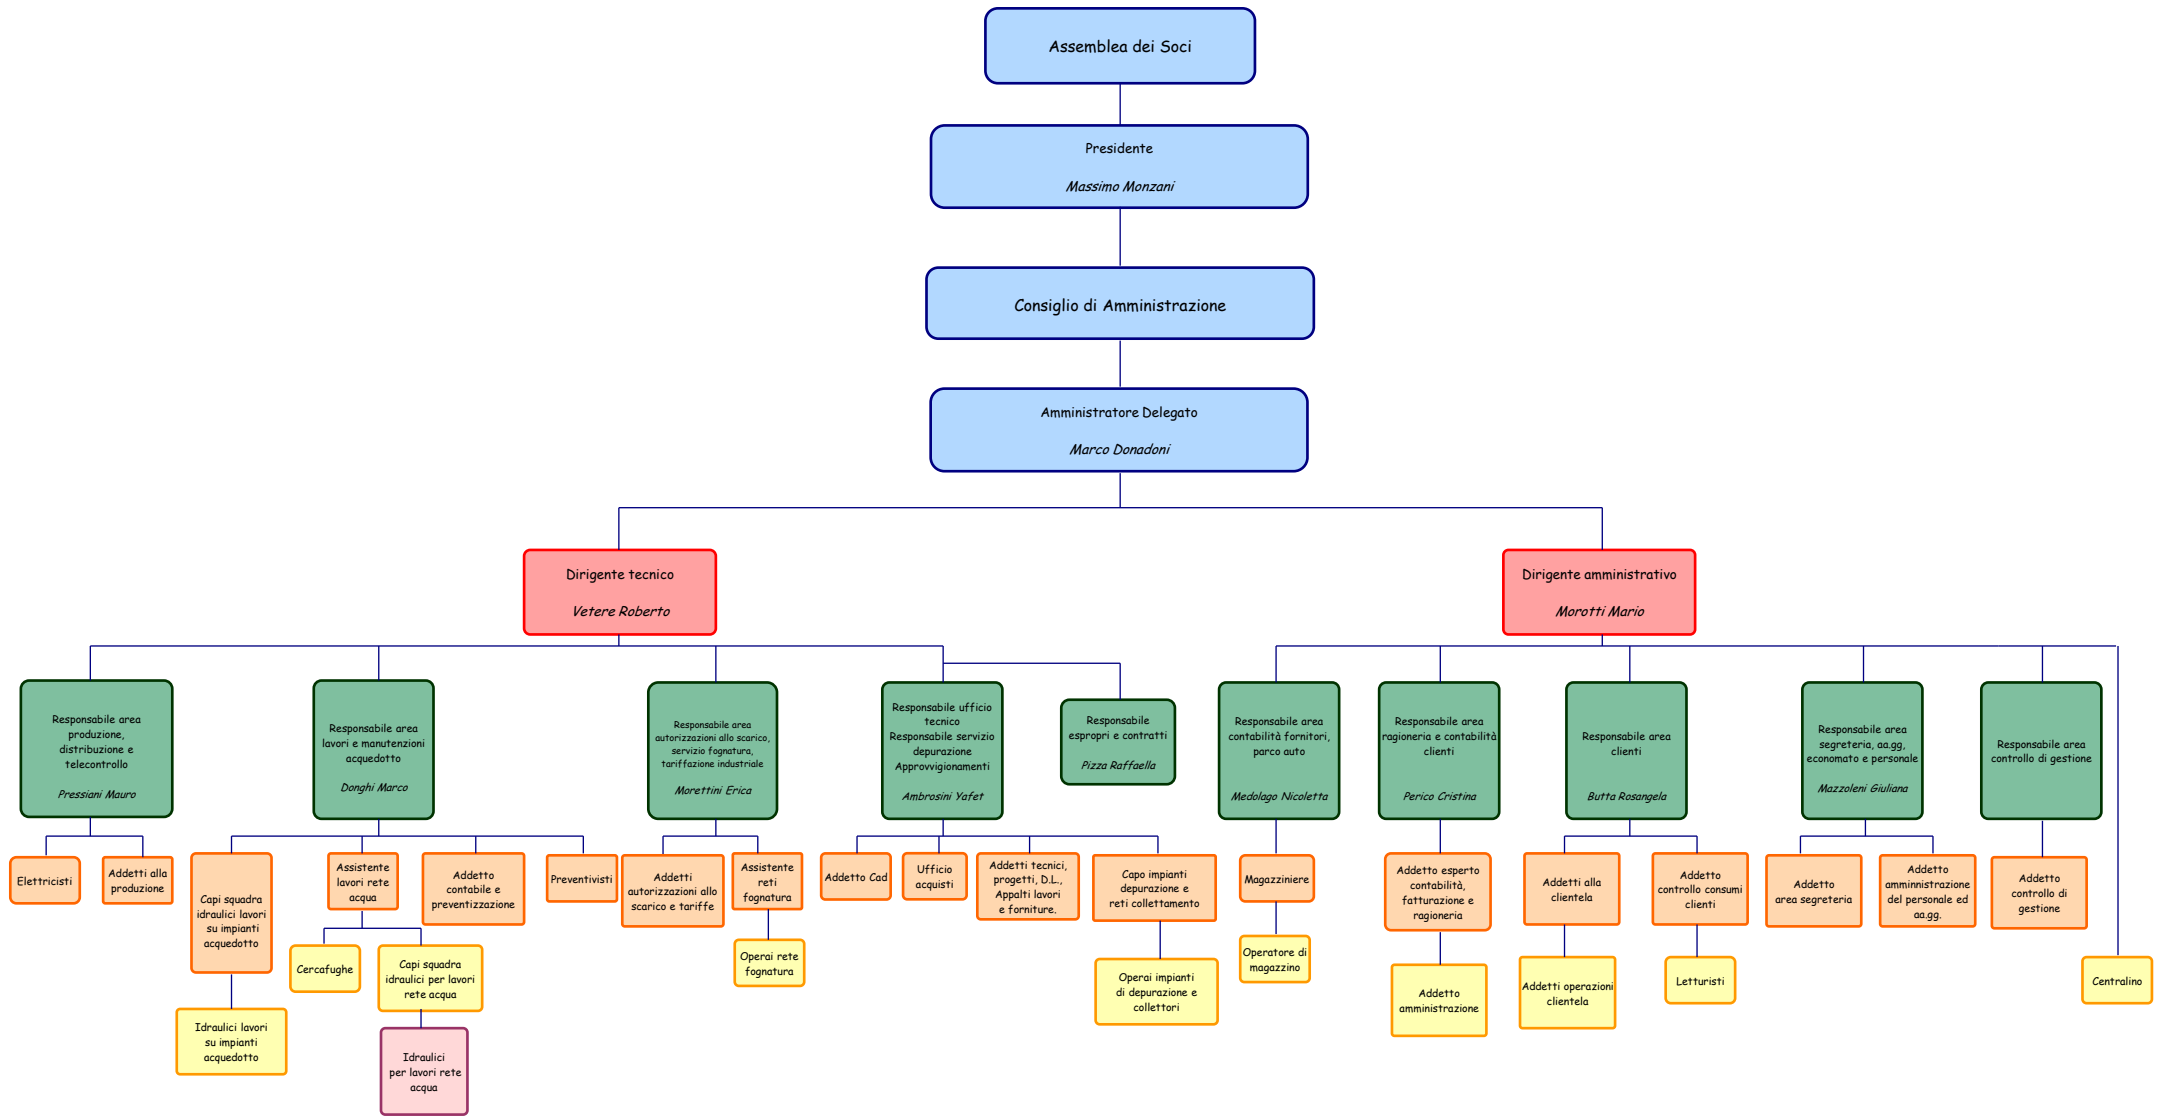 Assemblea dei Soci
Presidente
Massimo Monzani
Consiglio di Amministrazione
Amministratore Delegato
Marco Donadoni
Dirigente tecnico
Vetere Roberto
Dirigente amministrativo
Morotti Mario
Responsabile area
produzione,
distribuzione e
telecontrollo
Pressiani Mauro
Responsabile area
lavori e manutenzioni
acquedotto
Donghi Marco
Responsabile area
autorizzazioni allo scarico,
servizio fognatura,
tariffazione industriale
Morettini Erica
Responsabile ufficio
tecnico
Responsabile servizio
depurazione
Approvvigionamenti
Ambrosini Yafet
Responsabile
espropri e contratti
Pizza Raffaella
Responsabile area
contabilità fornitori,
parco auto
Medolago Nicoletta
Responsabile area
ragioneria e contabilità
clienti
Perico Cristina
Responsabile area
clienti
Butta Rosangela
Responsabile area
segreteria, aa.gg,
economato e personale
Mazzoleni Giuliana
Responsabile area
controllo di gestione
Elettricisti
Addetti alla
produzione
Capi squadra
idraulici lavori
su impianti
acquedotto
Assistente
lavori rete
acqua
Addetto
contabile e
preventizzazione
Preventivisti
Addetti
autorizzazioni allo
scarico e tariffe
Assistente
reti
fognatura
Addetto Cad
Ufficio
acquisti
Addetti tecnici,
progetti, D.L.,
Appalti lavori
e forniture.
Capo impianti
depurazione e
reti collettamento
Magazziniere
Addetto esperto
contabilità,
fatturazione e
ragioneria
Addetti alla
clientela
Addetto
controllo consumi
clienti
Addetto
area segreteria
Addetto
amminnistrazione
del personale ed
aa.gg.
Addetto
controllo di
gestione
Cercafughe
Capi squadra
idraulici per lavori
rete acqua
Operai rete
fognatura
Operai impianti
di depurazione e
collettori
Operatore di
magazzino
Addetto
amministrazione
Addetti operazioni
clientela
Letturisti
Centralino
Idraulici lavori
su impianti
acquedotto
Idraulici
per lavori rete
acqua